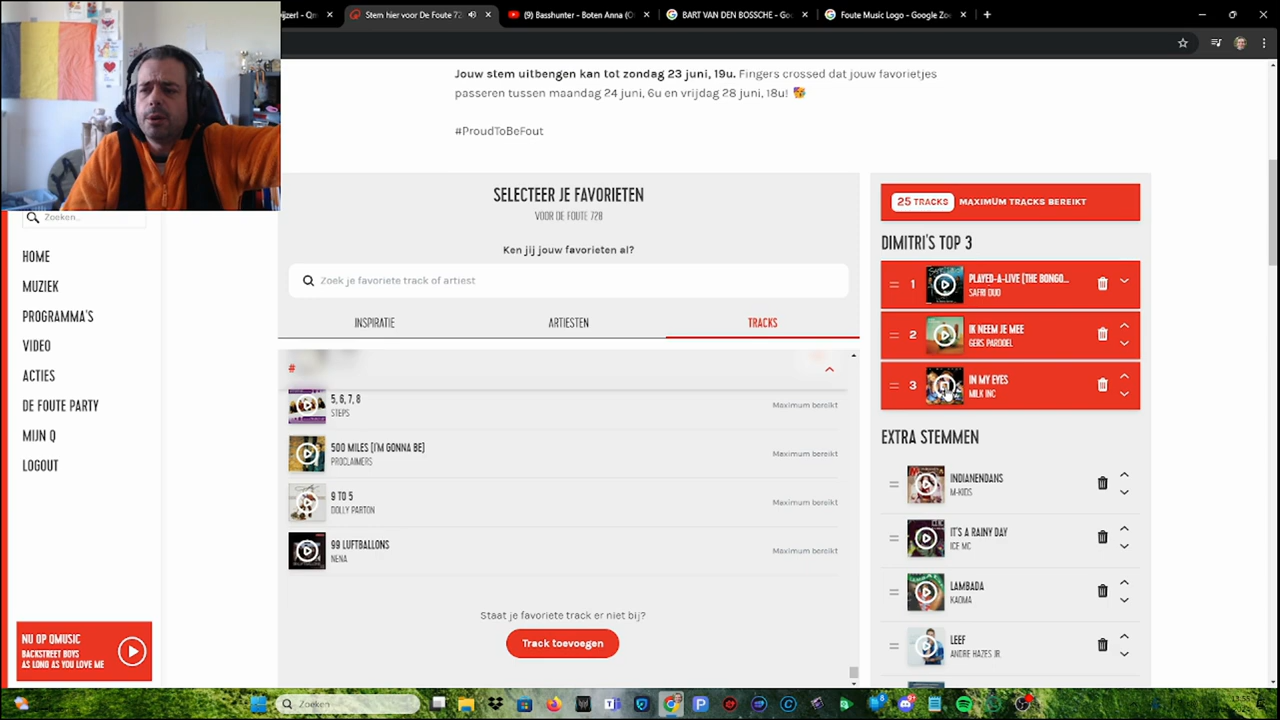 ijzer! - Qm
Stem hier voor De Foute 72
(9) Basshunter - Boten Anna (O
BART VAN DEN BOSSCHE - Go
Foute Music Logo - Google Zo
Jouw stem uitbengen kan tot zondag 23 juni, 19u. Fingers crossed dat jouw favorietjes
passeren tussen maandag 24 juni, 6u en vrijdag 28 juni, 18u!
#ProudToBeFout
Zoeken..
HOME
MUZIEK
PROGRAMMA'S
VIDEO
ACTIES
DE FOUTE PARTY
MIJN Q
LOGOUT
NU OP QMUSIC
BACKSTREET BOYS
AS LONG AS YOU LOVE ME
SELECTEER JE FAVORIETEN
VOOR DE FOUTE 728
Ken jij jouw favorieten al?
Zoek je favoriete track of artiest
INSPIRATIE
ARTIESTEN
TRACKS
#
5, 6, 7, 8
STEPS
Maximum bereikt
500 MILES (I'M GONNA BE)
PROCLAIMERS
Maximum bereikt
9 TO 5
DOLLY PARTON
Maximum bereikt
99 LUFTBALLONS
NENA
Maximum bereikt
Staat je favoriete track er niet bij?
Track toevoegen
25 TRACKS MAXIMUM TRACKS BEREIKT
DIMITRI'S TOP 3
1 PLAYED-A-LIVE (THE BONGO...
SAFRI DUO
2 IK NEEM JE MEE
GERS PARDOEL
3 IN MY EYES
MILK INC
EXTRA STEMMEN
INDIANENDANS
M-KIDS
IT'S A RAINY DAY
ICE MC
LAMBADA
KAOMA
LEEF
ANDRE HAZES JR.
Zoeken